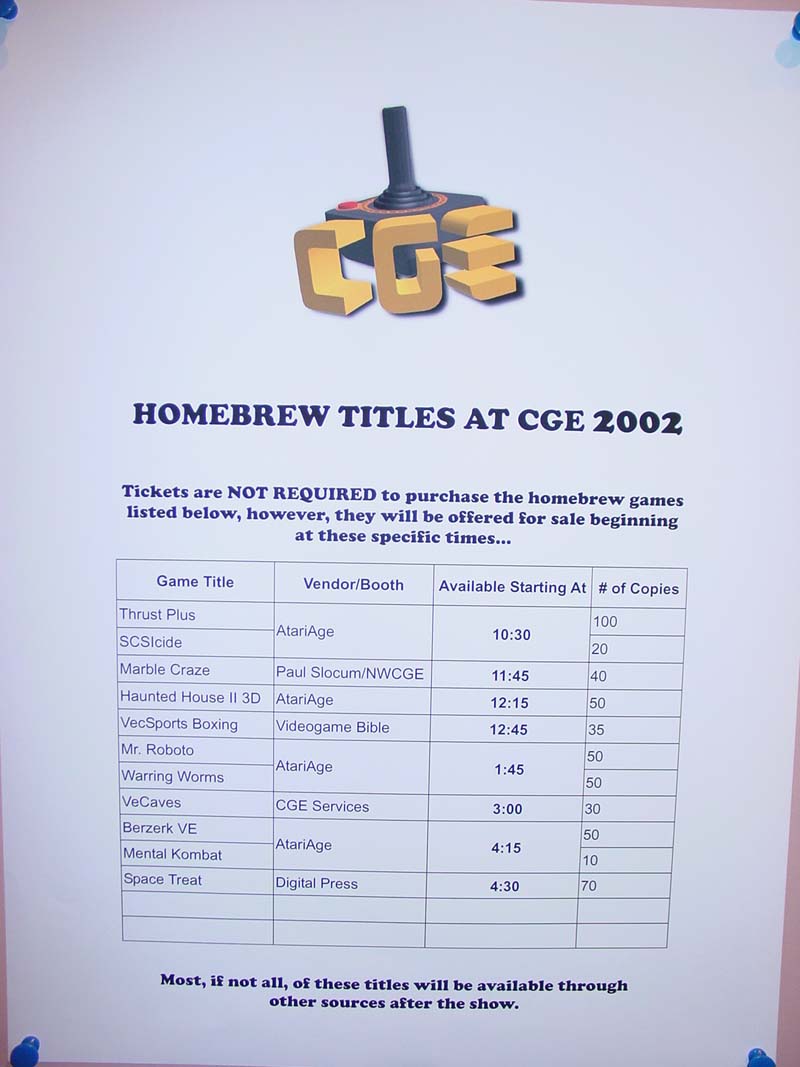 CGE
HOMEBREW TITLES AT CGE 2002
Tickets are NOT REQUIRED to purchase the homebrew games
listed below, however, they will be offered for sale beginning
at these specific times...
Game Title Vendor/Booth Available Starting At # of Copies
Thrust Plus AtariAge 10:30 100
SCSIcide 20
Marble Craze Paul Slocum/NWCGE 11:45 40
Haunted House II 3D AtariAge 12:15 50
VecSports Boxing Videogame Bible 12:45 35
Mr. Roboto AtariAge 1:45 50
Warring Worms 50
VeCaves CGE Services 3:00 30
Berzerk VE AtariAge 4:15 50
Mental Kombat 10
Space Treat Digital Press 4:30 70
Most, if not all, of these titles will be available through
other sources after the show.